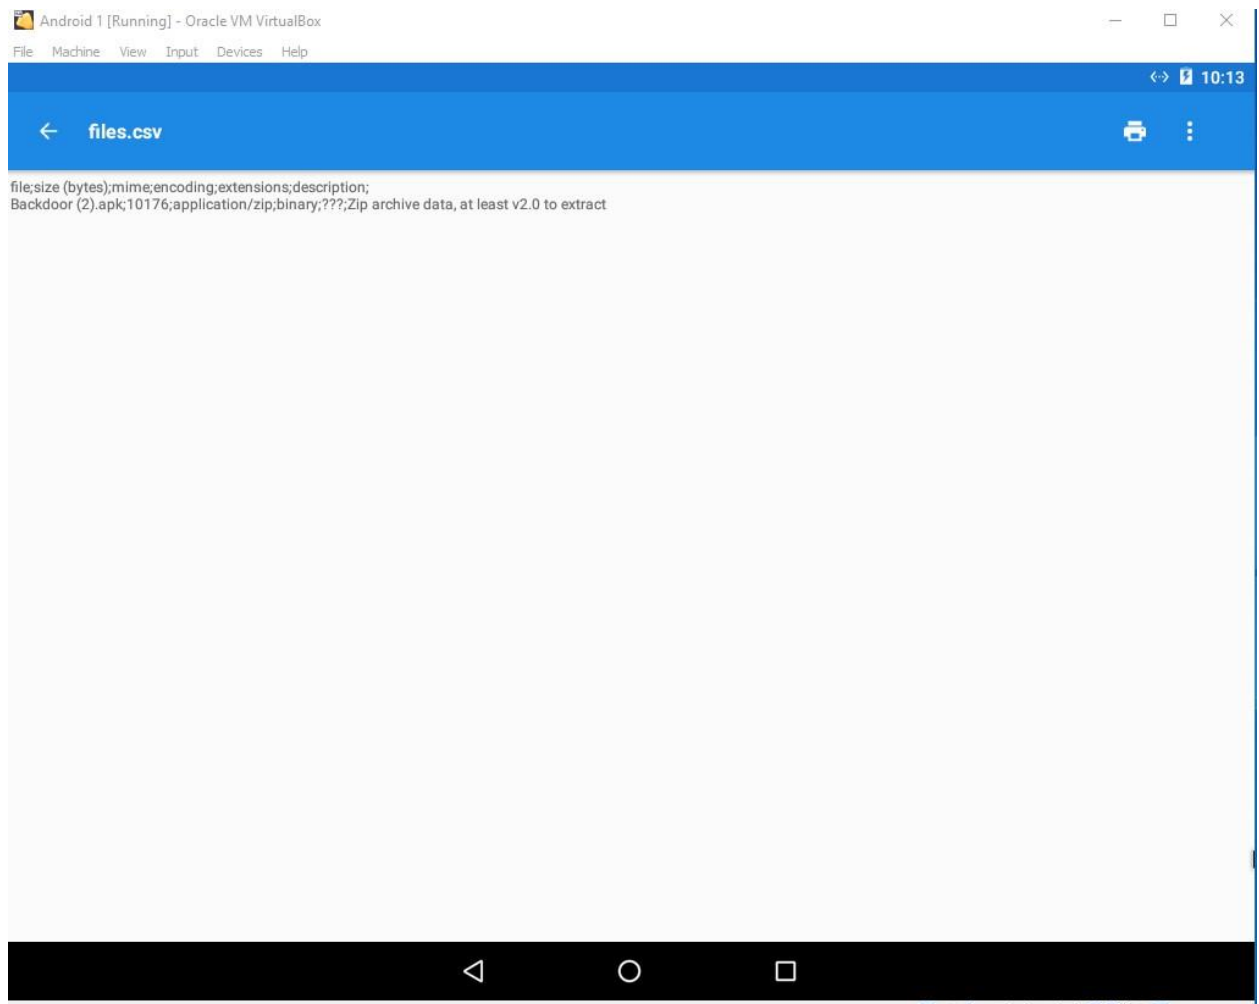 Android 1 [Running] - Oracle VM VirtualBox
File Machine View Input Devices Help
10:13
files.csv
file;size (bytes);mime;encoding;extensions;description;
Backdoor (2).apk;10176;application/zip;binary;???;Zip archive data, at least v2.0 to extract